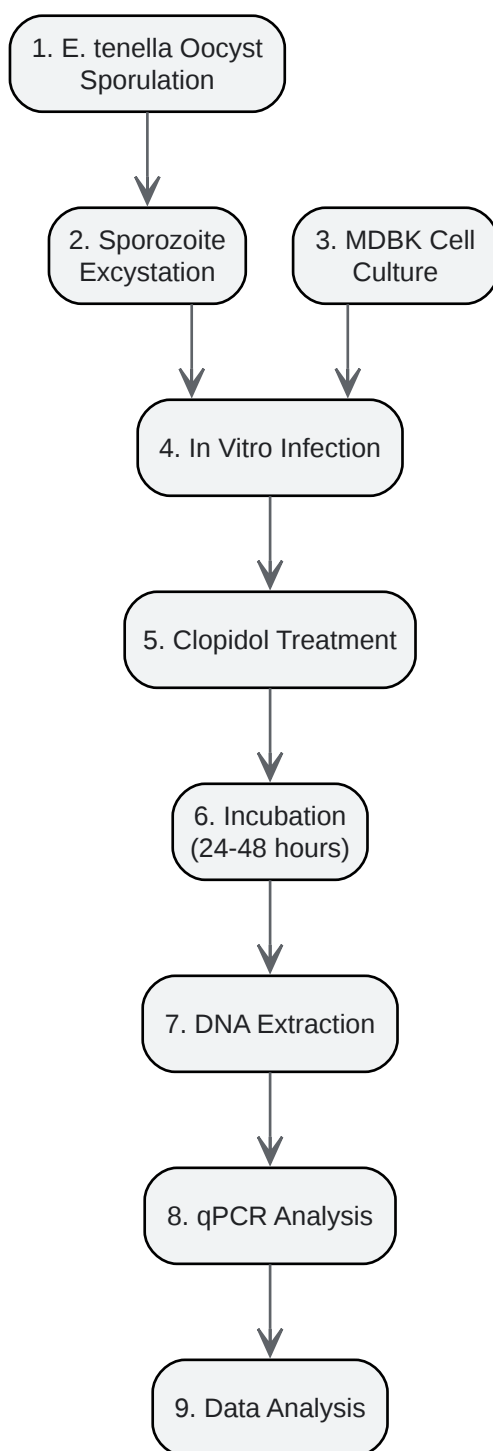 1. E. tenella Oocyst
Sporulation
2. Sporozoite
Excystation
3. MDBK Cell
Culture
4. In Vitro Infection
5. Clopidol Treatment
6. Incubation
(24-48 hours)
7. DNA Extraction
8. qPCR Analysis
9. Data Analysis